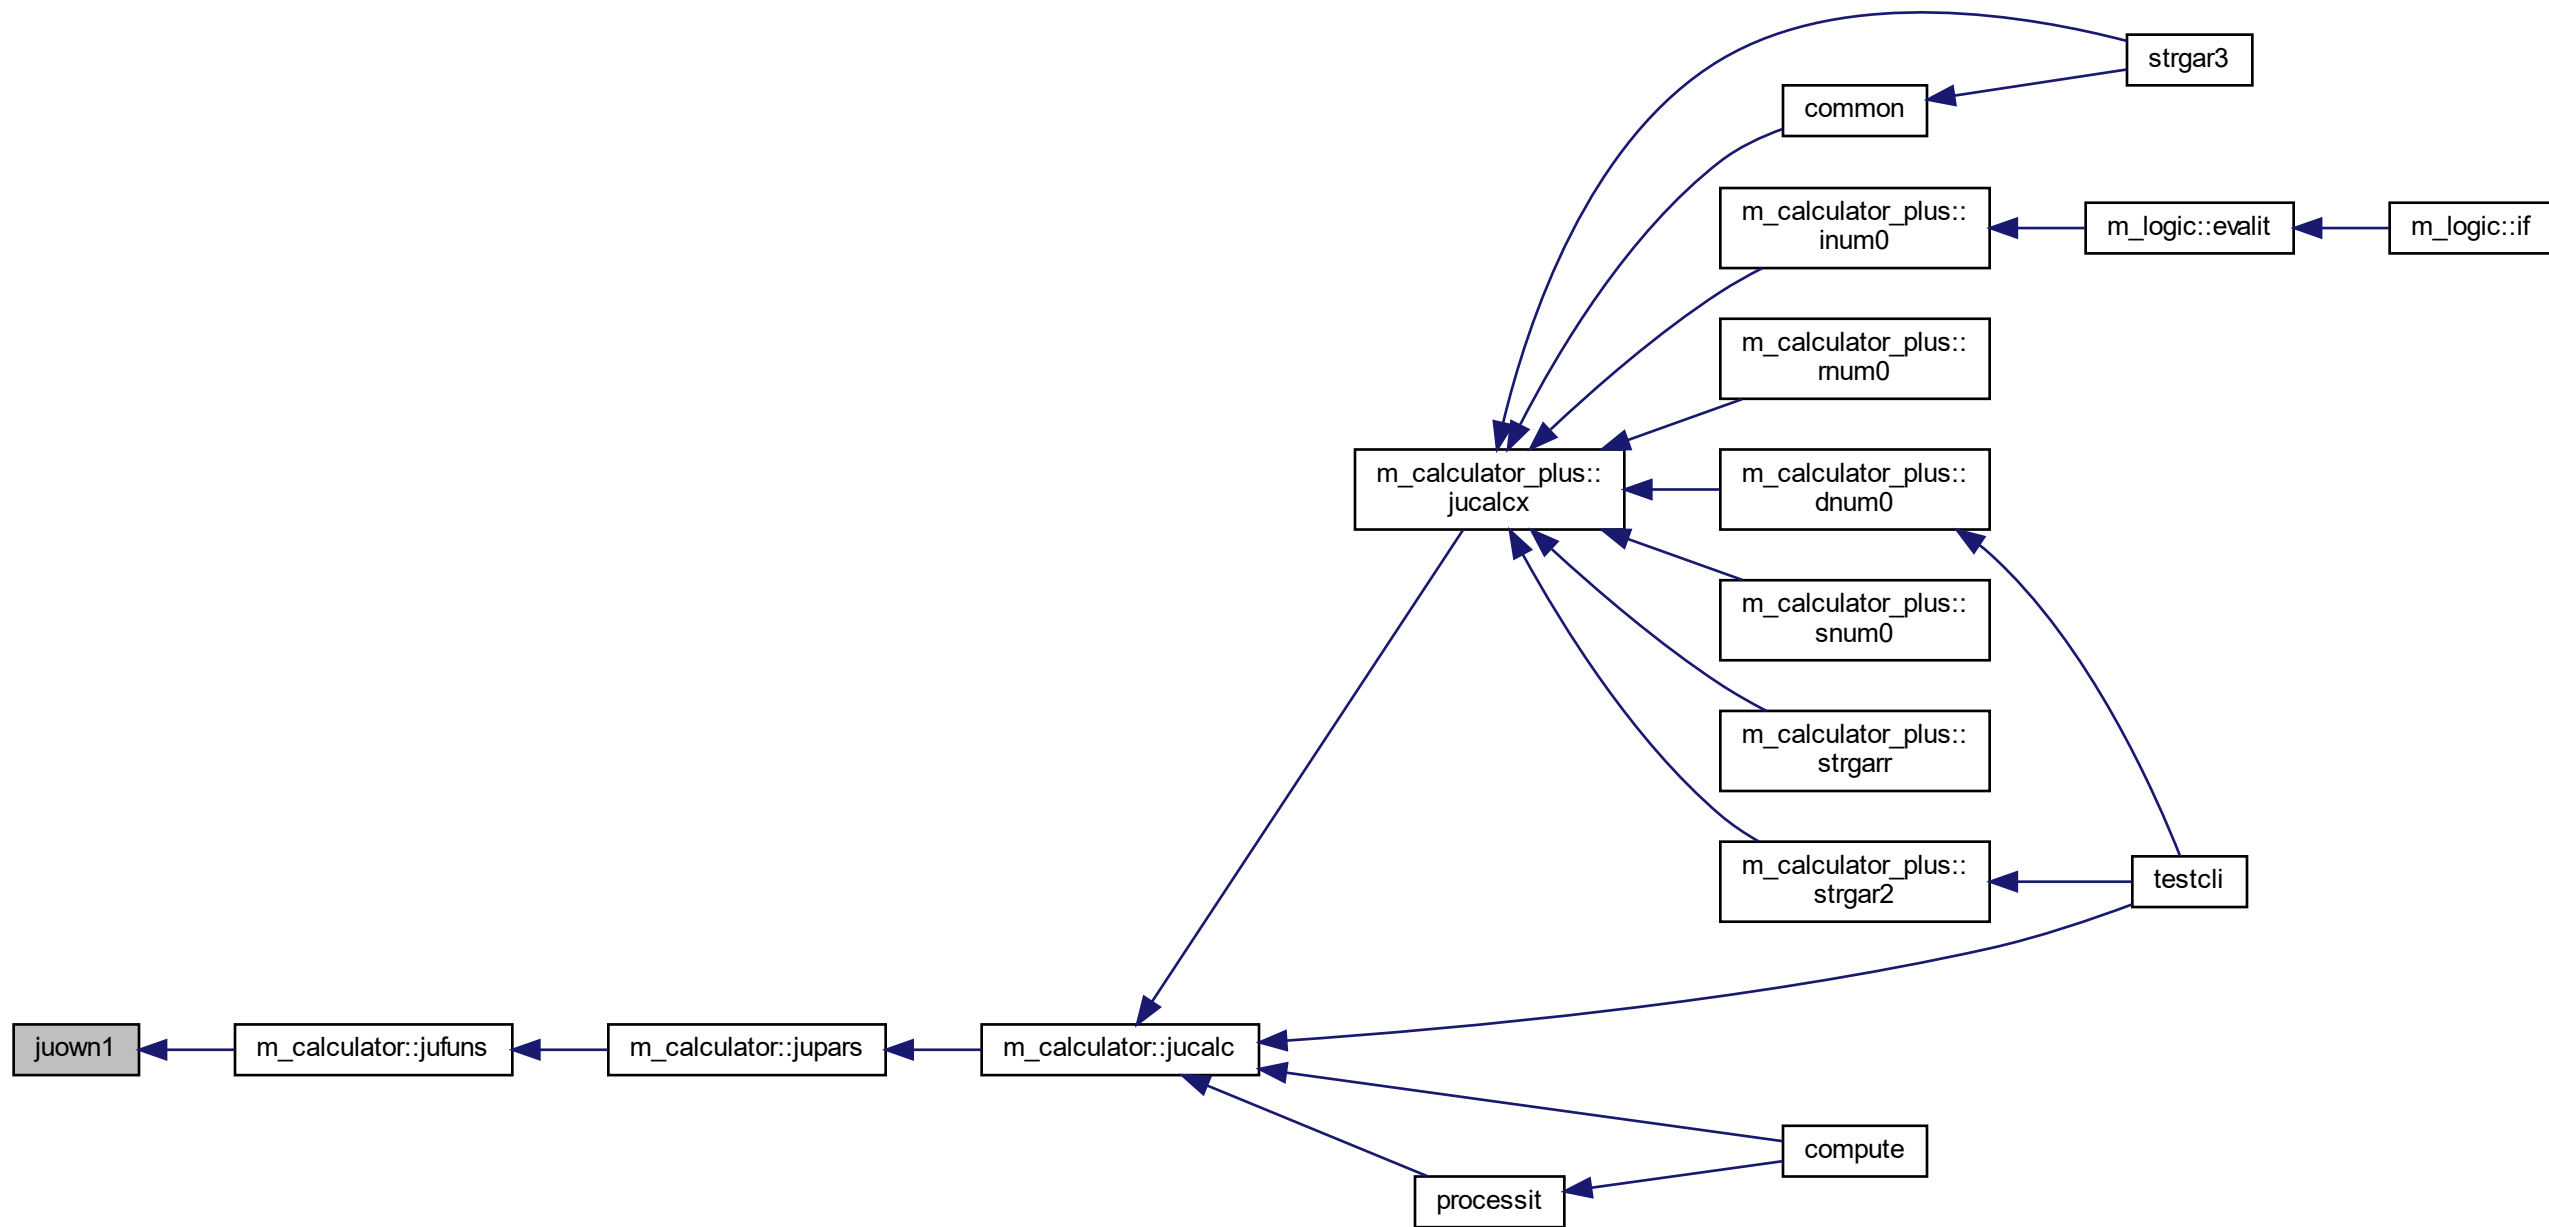 strgar3
common
m_calculator_plus::
inum0
m_logic::evalit
m_logic::if
m_calculator_plus::
rnum0
m_calculator_plus::
jucalcx
m_calculator_plus::
dnum0
m_calculator_plus::
snum0
m_calculator_plus::
strgarr
m_calculator_plus::
strgar2
testcli
juown1
m_calculator::jufuns
m_calculator::jupars
m_calculator::jucalc
compute
processit